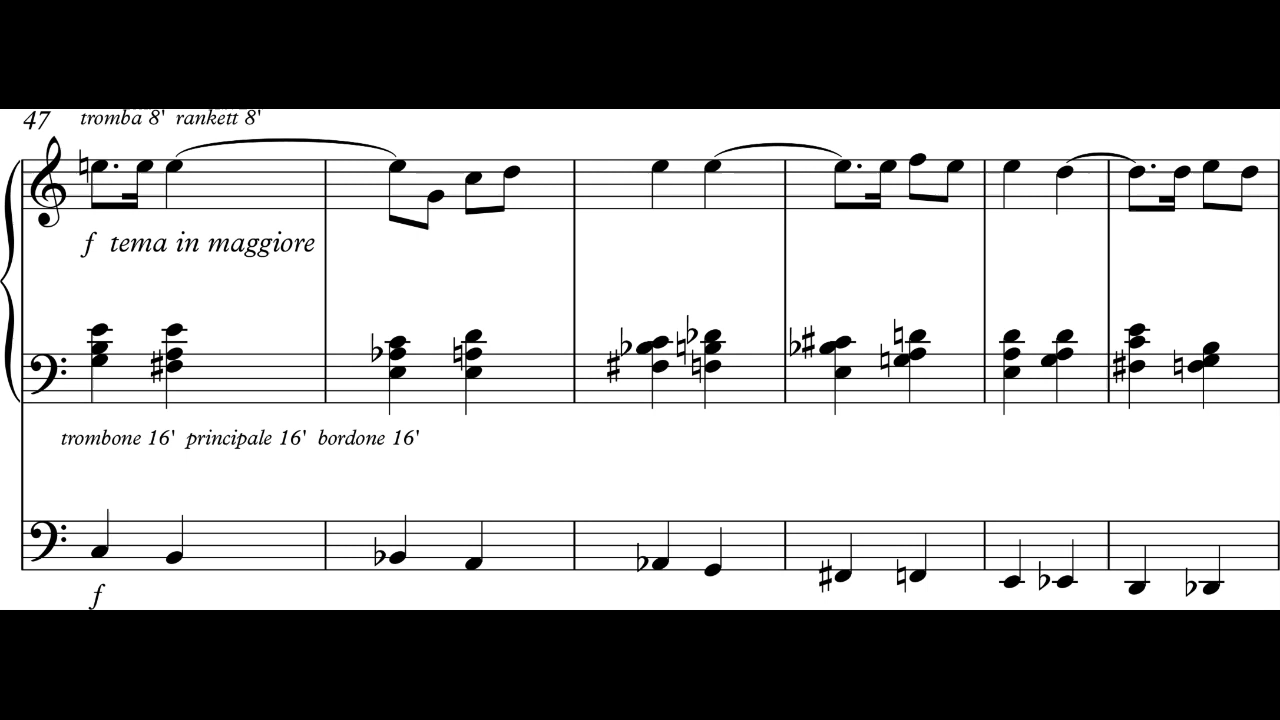 47 tromba 8' rankett 8'
f tema in maggiore
trombone 16' principale 16' bordone 16'
f